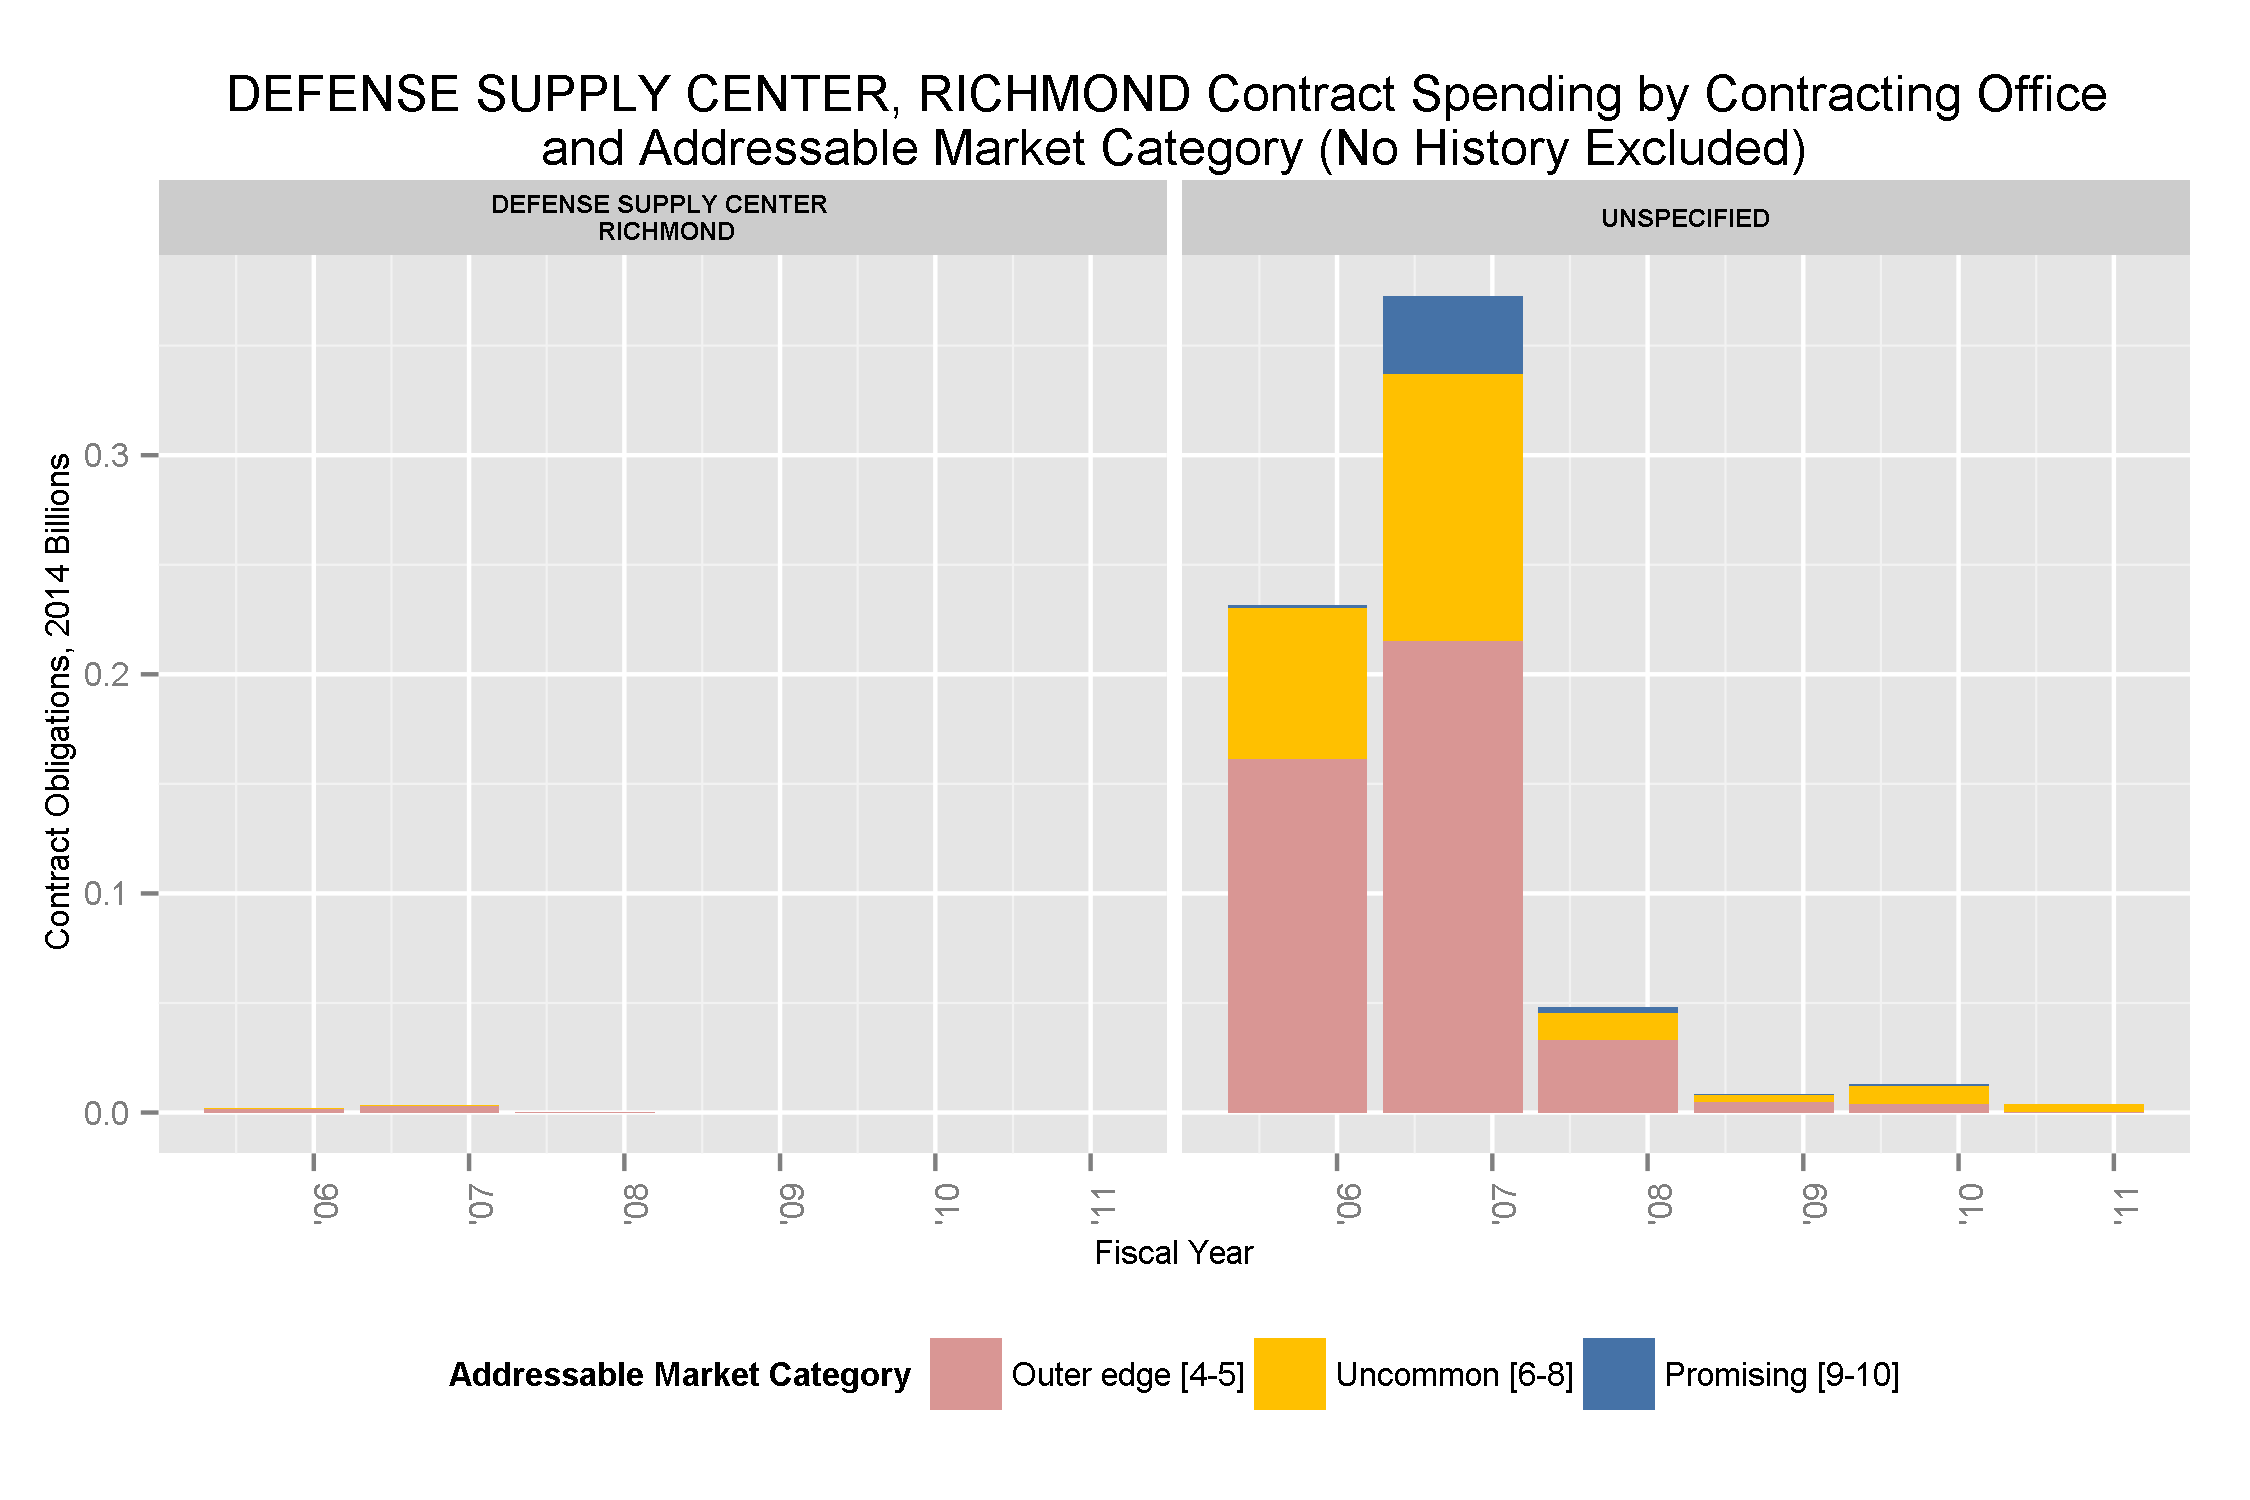 DEFENSE SUPPLY CENTER, RICHMOND Contract Spending by Contracting Office
and Addressable Market Category (No History Excluded)
DEFENSE SUPPLY CENTER
RICHMOND
UNSPECIFIED
Contract Obligations, 2014 Billions
0.3
0.2
0.1
0.0
'06
'07
'08
'09
'10
'11
'06
'07
'08
'09
'10
'11
Fiscal Year
Addressable Market Category
Outer edge [4-5]
Uncommon [6-8]
Promising [9-10]